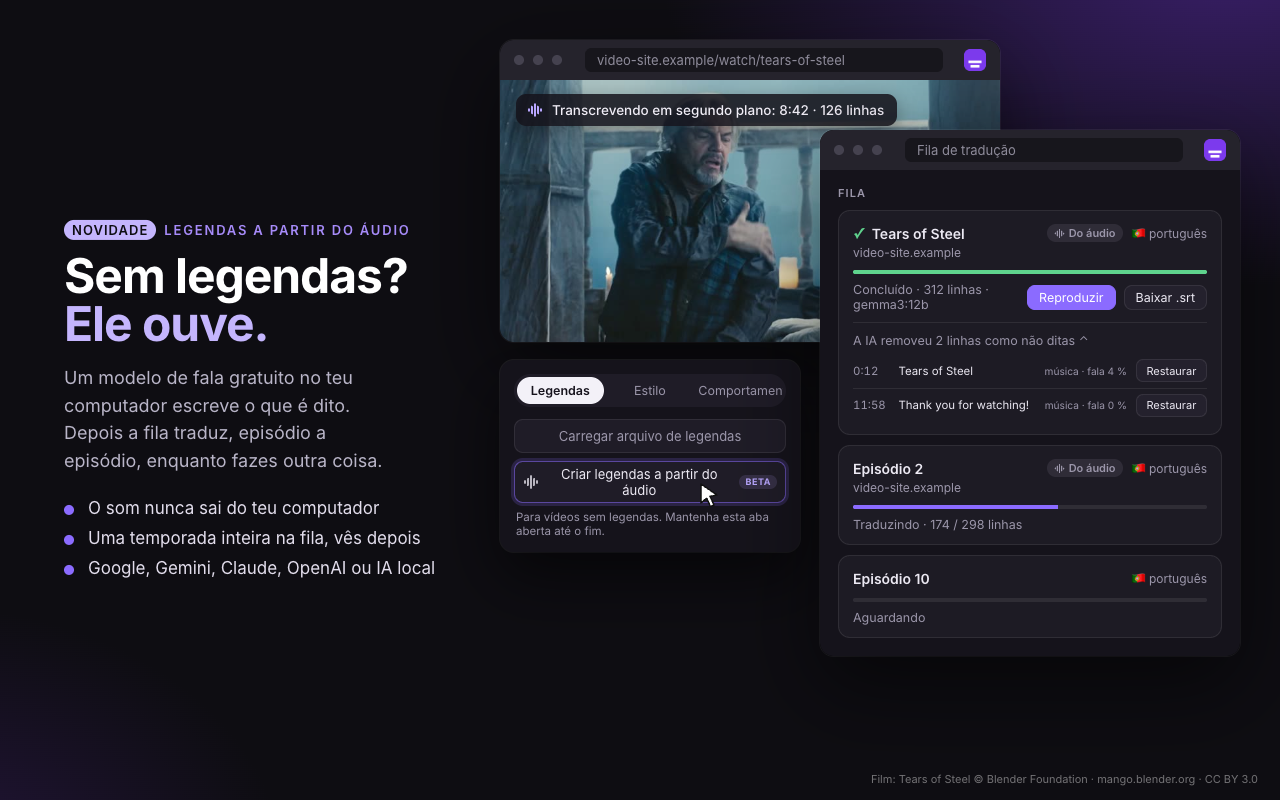 NOVIDADE LEGENDAS A PARTIR DO ÁUDIO
Sem legendas?
Ele ouve.
Um modelo de fala gratuito no teu
computador escreve o que é dito.
Depois a fila traduz, episódio a
episódio, enquanto fazes outra coisa.
O som nunca sai do teu computador
Uma temporada inteira na fila, vês depois
Google, Gemini, Claude, OpenAI ou IA local
video-site.example/watch/tears-of-steel
Transcrevendo em segundo plano: 8:42 · 126 linhas
Legendas Estilo Comportamen
Carregar arquivo de legendas
Criar legendas a partir do
áudio
BETA
Para vídeos sem legendas. Mantenha esta aba
aberta até o fim.
Fila de tradução
FILA
✓ Tears of Steel Do áudio 🇵🇹 português
video-site.example
Concluído · 312 linhas ·
gemma3:12b
Reproduzir Baixar .srt
A IA removeu 2 linhas como não ditas ^
0:12 Tears of Steel música · fala 4 % Restaurar
11:58 Thank you for watching! música · fala 0 % Restaurar
Episódio 2 Do áudio 🇵🇹 português
video-site.example
Traduzindo · 174 / 298 linhas
Episódio 10 🇵🇹 português
Aguardando
Film: Tears of Steel © Blender Foundation · mango.blender.org · CC BY 3.0